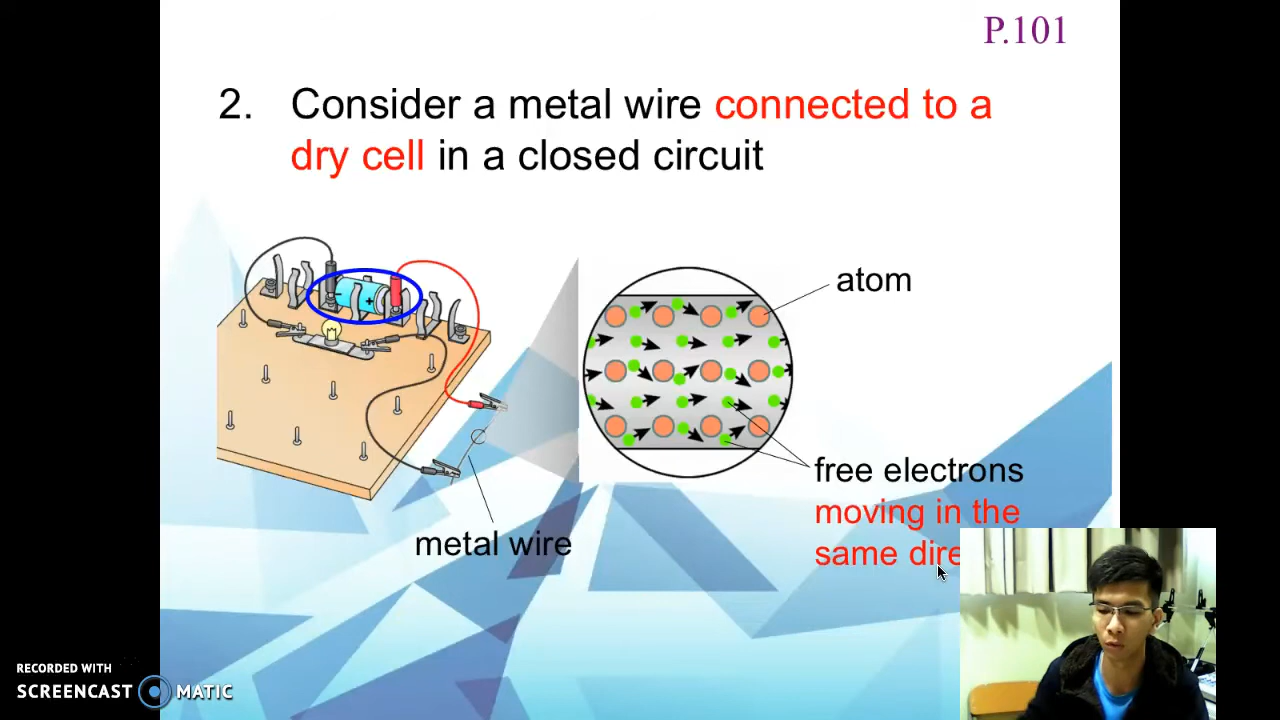 P.101
2. Consider a metal wire connected to a
dry cell in a closed circuit
atom
- +
free electrons
moving in the
same dire
metal wire
RECORDED WITH
SCREENCAST MATIC